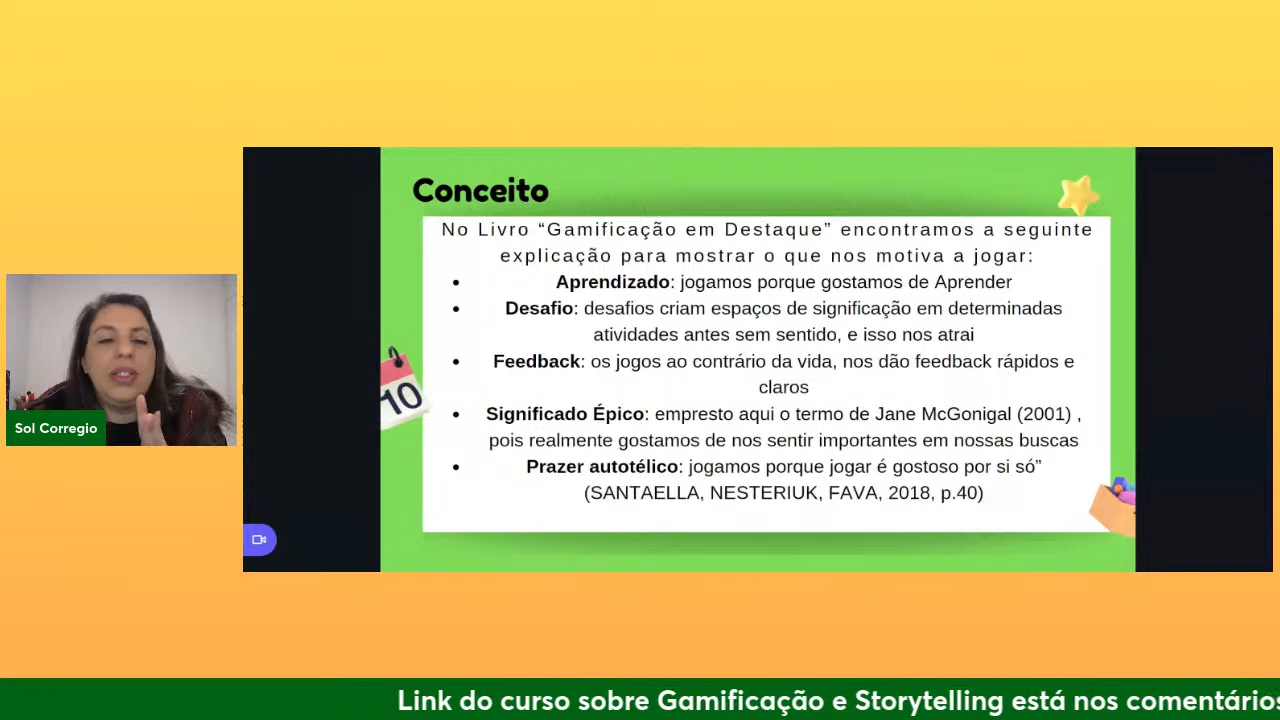 Conceito
No Livro “Gamificação em Destaque” encontramos a seguinte
explicação para mostrar o que nos motiva a jogar:
• Aprendizado: jogamos porque gostamos de Aprender
• Desafio: desafios criam espaços de significação em determinadas
atividades antes sem sentido, e isso nos atrai
• Feedback: os jogos ao contrário da vida, nos dão feedback rápidos e
claros
• Significado Épico: empresto aqui o termo de Jane McGonigal (2001) ,
pois realmente gostamos de nos sentir importantes em nossas buscas
• Prazer autotélico: jogamos porque jogar é gostoso por si só”
(SANTAELLA, NESTERIUK, FAVA, 2018, p.40)
10
Sol Corregio
Link do curso sobre Gamificação e Storytelling está nos comentários